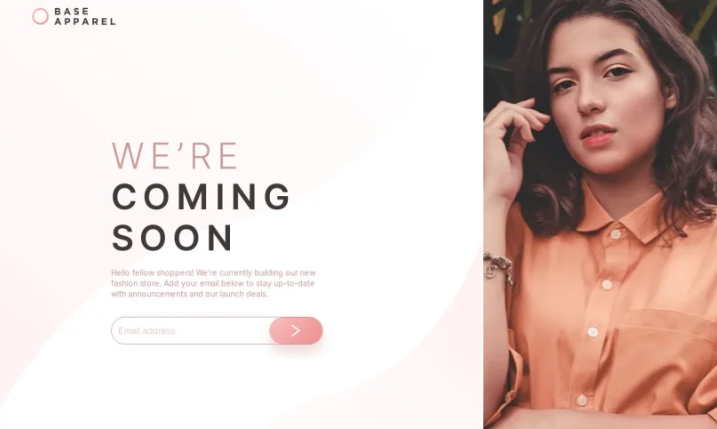 BASE
APPAREL
WE’RE
COMING
SOON
Hello fellow shoppers! We're currently building our new
fashion store. Add your email below to stay up-to-date
with announcements and our launch deals.
Email address